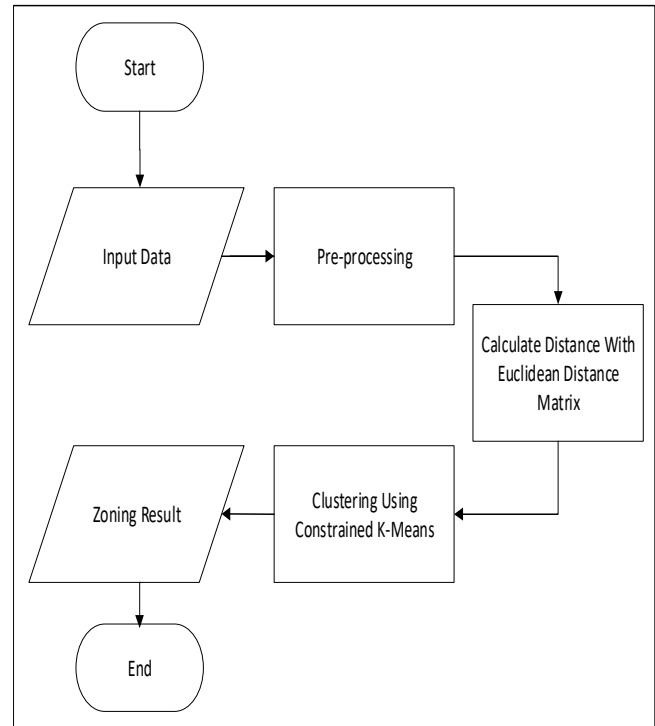 Start
Input Data
Pre-processing
Calculate Distance With
Euclidean Distance
Matrix
Clustering Using
Constrained K-Means
Zoning Result
End